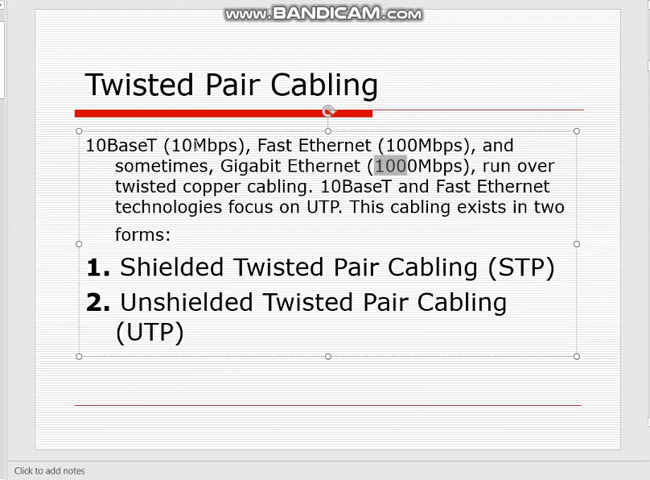 www.BANDICAM.com
Twisted Pair Cabling
10BaseT (10Mbps), Fast Ethernet (100Mbps), and
sometimes, Gigabit Ethernet (1000Mbps), run over
twisted copper cabling. 10BaseT and Fast Ethernet
technologies focus on UTP. This cabling exists in two
forms:
1. Shielded Twisted Pair Cabling (STP)
2. Unshielded Twisted Pair Cabling
(UTP)
Click to add notes